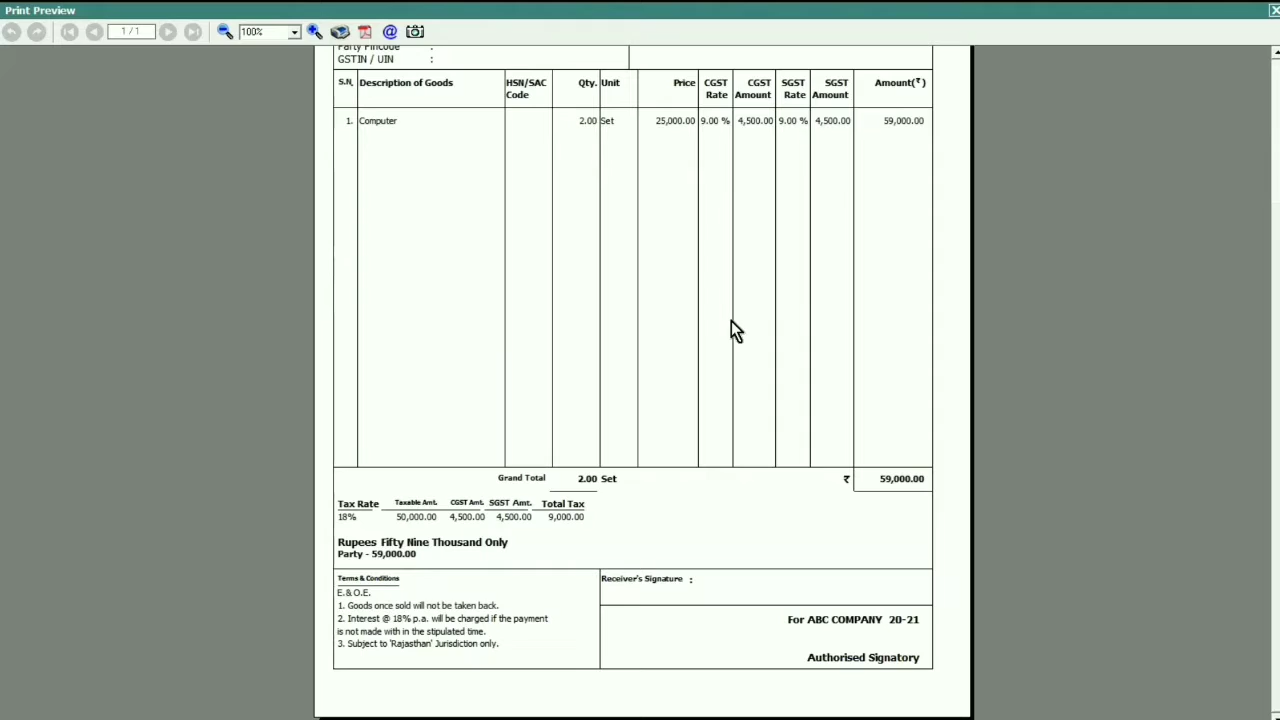 Print Preview
1 / 1 100%
Party Pincode :
GSTIN / UIN :
S.N. Description of Goods HSN/SAC Code Qty. Unit Price CGST Rate CGST Amount SGST Rate SGST Amount Amount(₹)
1. Computer 2.00 Set 25,000.00 9.00 % 4,500.00 9.00 % 4,500.00 59,000.00
Grand Total 2.00 Set ₹ 59,000.00
Tax Rate Taxable Amt. CGST Amt. SGST Amt. Total Tax
18% 50,000.00 4,500.00 4,500.00 9,000.00
Rupees Fifty Nine Thousand Only
Party - 59,000.00
Terms & Conditions
E.& O.E.
1. Goods once sold will not be taken back.
2. Interest @ 18% p.a. will be charged if the payment
is not made with in the stipulated time.
3. Subject to 'Rajasthan' Jurisdiction only.
Receiver's Signature :
For ABC COMPANY 20-21
Authorised Signatory